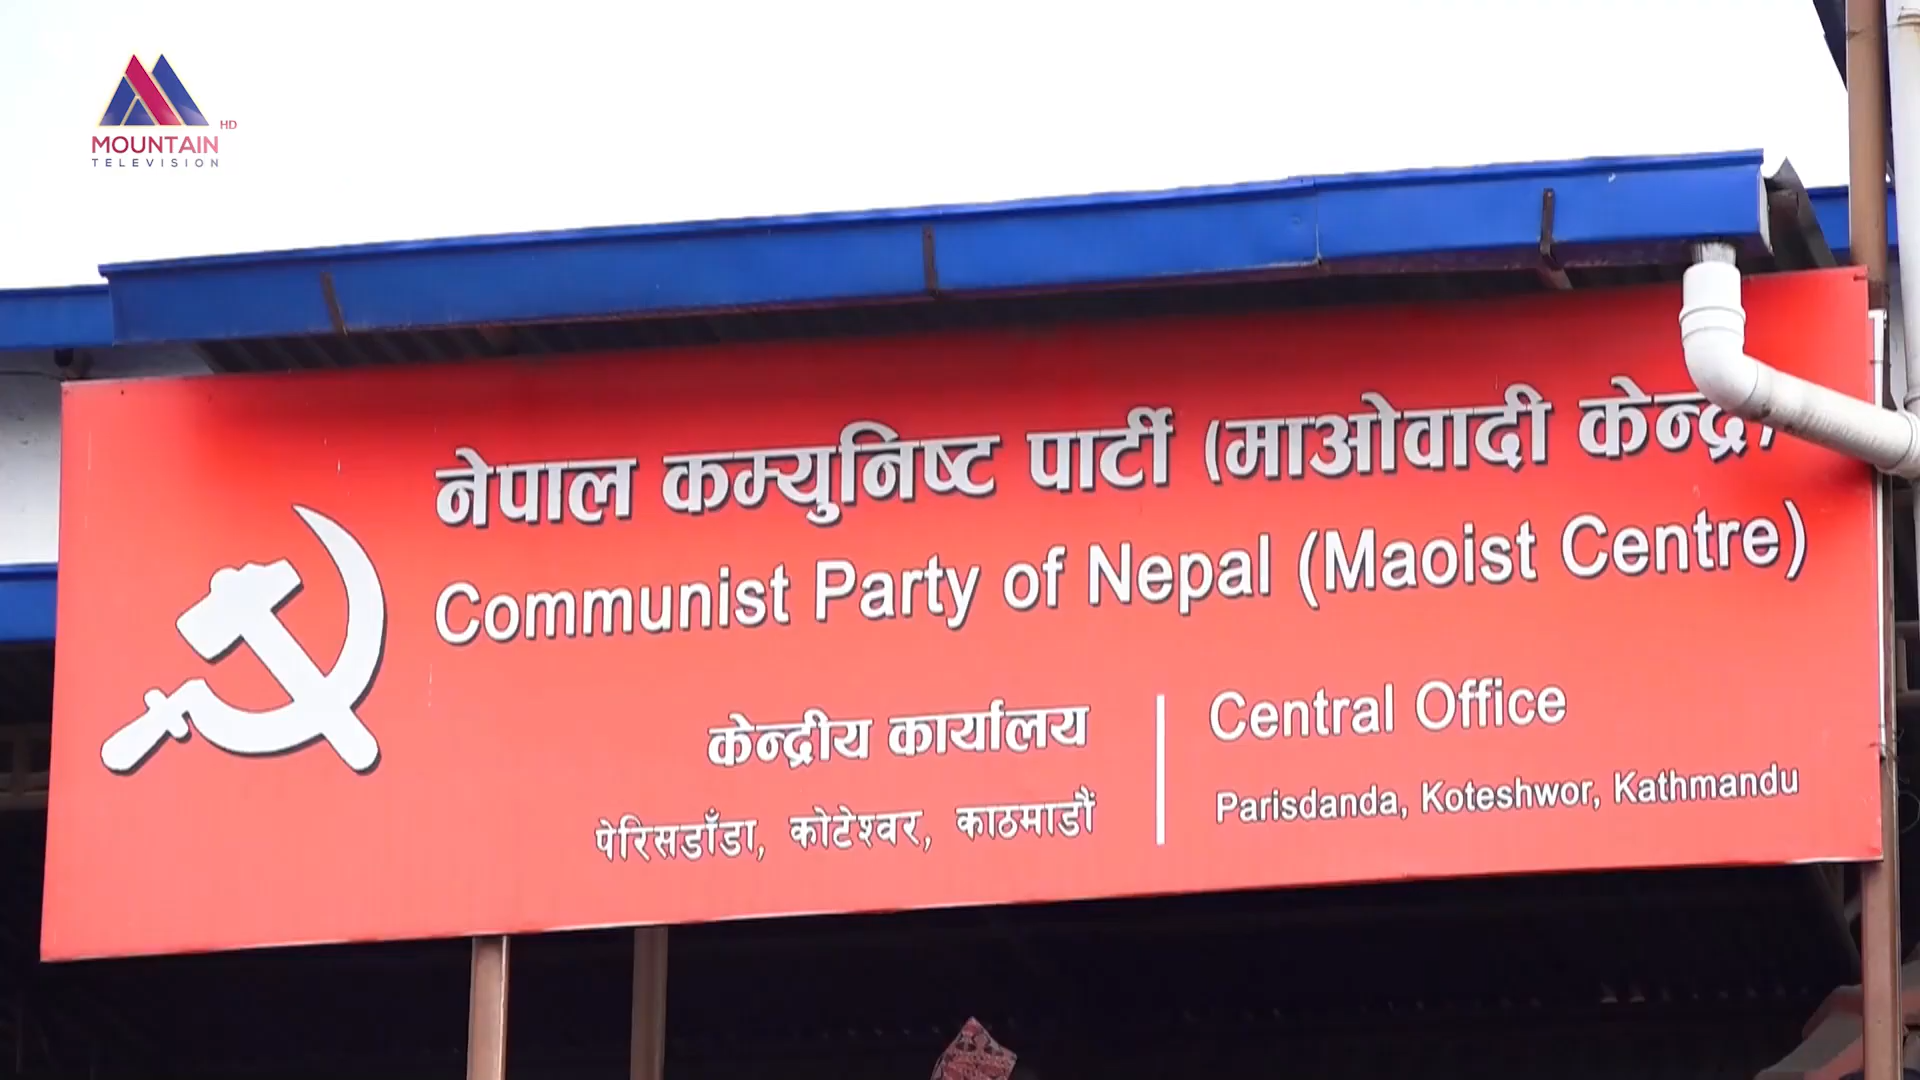 MOUNTAIN HD
TELEVISION
नेपाल कम्युनिष्ट पार्टी (माओवादी केन्द्र)
Communist Party of Nepal (Maoist Centre)
केन्द्रीय कार्यालय
पेरिसडाँडा, कोटेश्वर, काठमाडौं
Central Office
Parisdanda, Koteshwor, Kathmandu